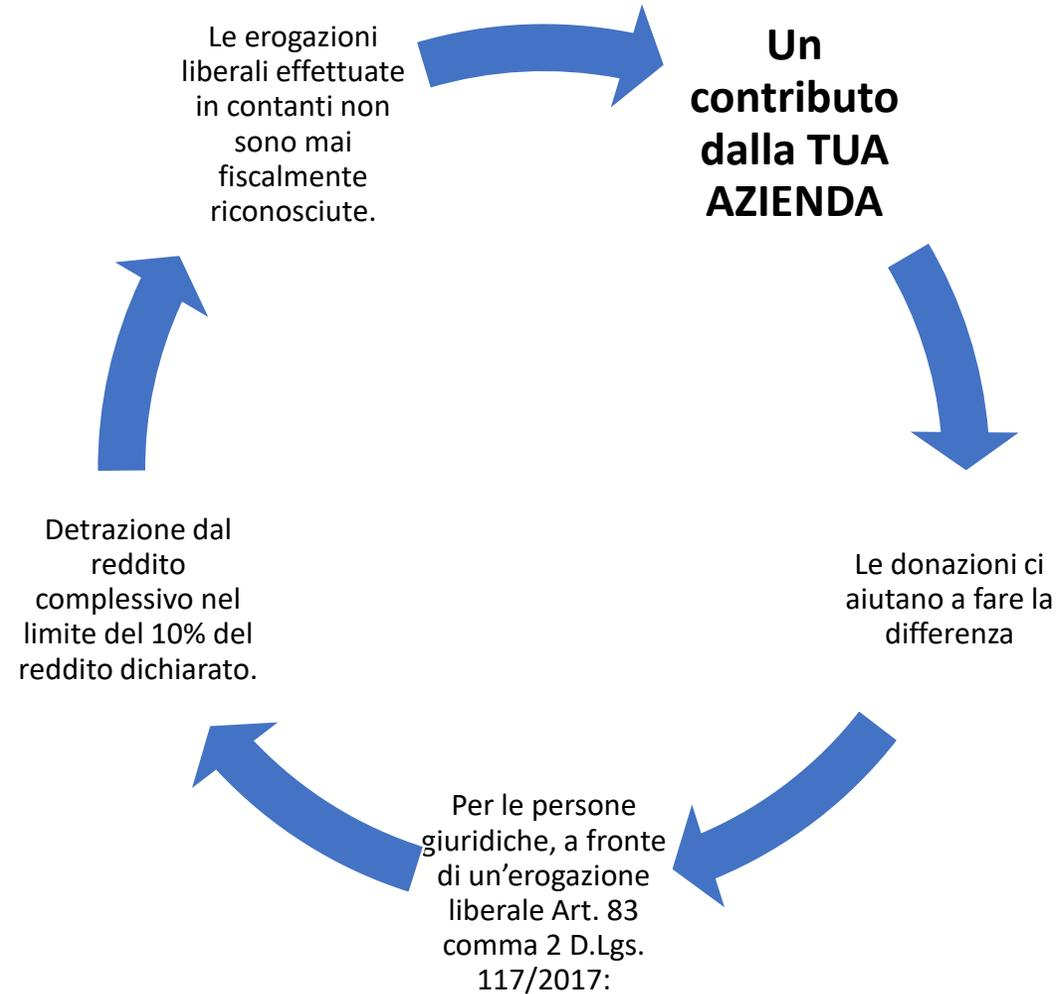 Un
contributo
dalla TUA
AZIENDA
Le donazioni ci
aiutano a fare la
differenza
Per le persone
giuridiche, a fronte
di un’erogazione
liberale Art. 83
comma 2 D.Lgs.
117/2017:
Detrazione dal
reddito
complessivo nel
limite del 10% del
reddito dichiarato.
Le erogazioni
liberali effettuate
in contanti non
sono mai
fiscalmente
riconosciute.